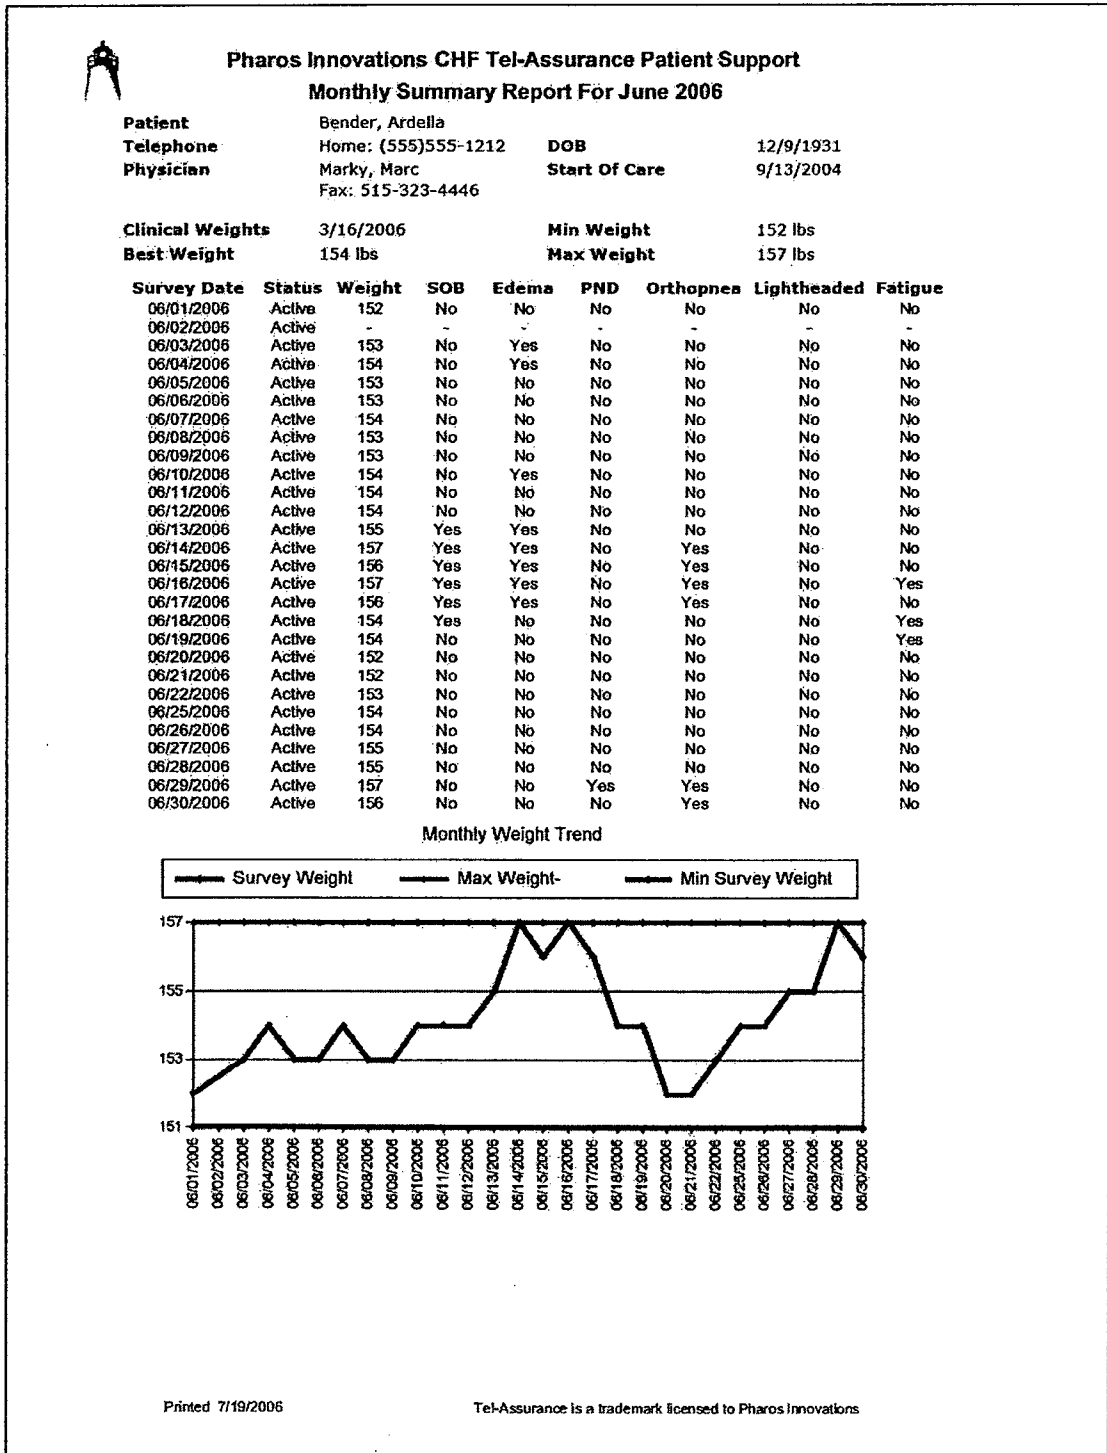 Pharos Innovations CHF Tel-Assurance Patient Support
Monthly Summary Report For June 2006
Patient Bender, Ardella
Telephone Home: (555)555-1212 DOB 12/9/1931
Physician Marky, Marc Start Of Care 9/13/2004
Fax: 515-323-4446
Clinical Weights 3/16/2006 Min Weight 152 lbs
Best Weight 154 lbs Max Weight 157 lbs
Survey Date Status Weight SOB Edema PND Orthopnea Lightheaded Fatigue
06/01/2006 Active 152 No No No No No No
06/02/2006 Active - - - - - - -
06/03/2006 Active 153 No Yes No No No No
06/04/2006 Active 154 No Yes No No No No
06/05/2006 Active 153 No No No No No No
06/06/2006 Active 153 No No No No No No
06/07/2006 Active 154 No No No No No No
06/08/2006 Active 153 No No No No No No
06/09/2006 Active 153 No No No No No No
06/10/2006 Active 154 No Yes No No No No
06/11/2006 Active 154 No No No No No No
06/12/2006 Active 154 No No No No No No
06/13/2006 Active 155 Yes Yes No No No No
06/14/2006 Active 157 Yes Yes No Yes No No
06/15/2006 Active 156 Yes Yes No Yes No No
06/16/2006 Active 157 Yes Yes No Yes No Yes
06/17/2006 Active 156 Yes Yes No Yes No No
06/18/2006 Active 154 Yes No No No No Yes
06/19/2006 Active 154 No No No No No Yes
06/20/2006 Active 152 No No No No No No
06/21/2006 Active 152 No No No No No No
06/22/2006 Active 153 No No No No No No
06/25/2006 Active 154 No No No No No No
06/26/2006 Active 154 No No No No No No
06/27/2006 Active 155 No No No No No No
06/28/2006 Active 155 No No No No No No
06/29/2006 Active 157 No No Yes Yes No No
06/30/2006 Active 156 No No No Yes No No
Monthly Weight Trend
Survey Weight Max Weight- Min Survey Weight
157
155
153
151
06/01/2006
06/02/2006
06/03/2006
06/04/2006
06/05/2006
06/06/2006
06/07/2006
06/08/2006
06/09/2006
06/10/2006
06/11/2006
06/12/2006
06/13/2006
06/14/2006
06/15/2006
06/16/2006
06/17/2006
06/18/2006
06/19/2006
06/20/2006
06/21/2006
06/22/2006
06/25/2006
06/26/2006
06/27/2006
06/28/2006
06/29/2006
06/30/2006
Printed 7/19/2006 Tel-Assurance is a trademark licensed to Pharos Innovations